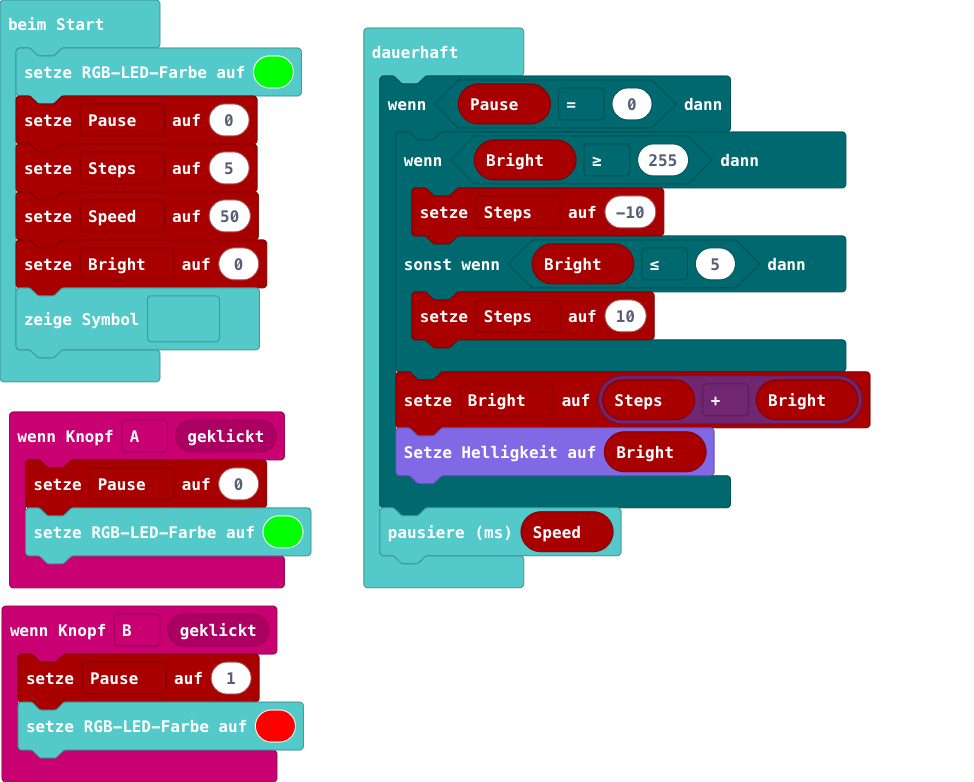 beim Start
setze RGB-LED-Farbe auf
setze Pause auf 0
setze Steps auf 5
setze Speed auf 50
setze Bright auf 0
zeige Symbol
wenn Knopf A geklickt
setze Pause auf 0
setze RGB-LED-Farbe auf
wenn Knopf B geklickt
setze Pause auf 1
setze RGB-LED-Farbe auf
dauerhaft
wenn Pause = 0 dann
wenn Bright ≥ 255 dann
setze Steps auf -10
sonst wenn Bright ≤ 5 dann
setze Steps auf 10
setze Bright auf Steps + Bright
Setze Helligkeit auf Bright
pausiere (ms) Speed